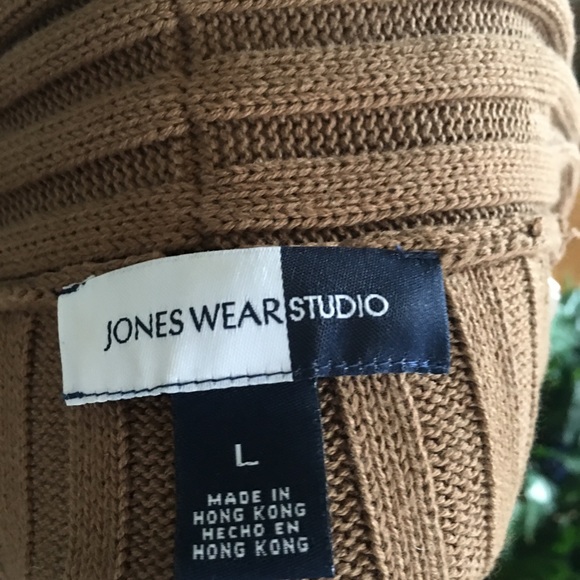 JONES WEAR STUDIO
L
MADE IN
HONG KONG
HECHO EN
HONG KONG